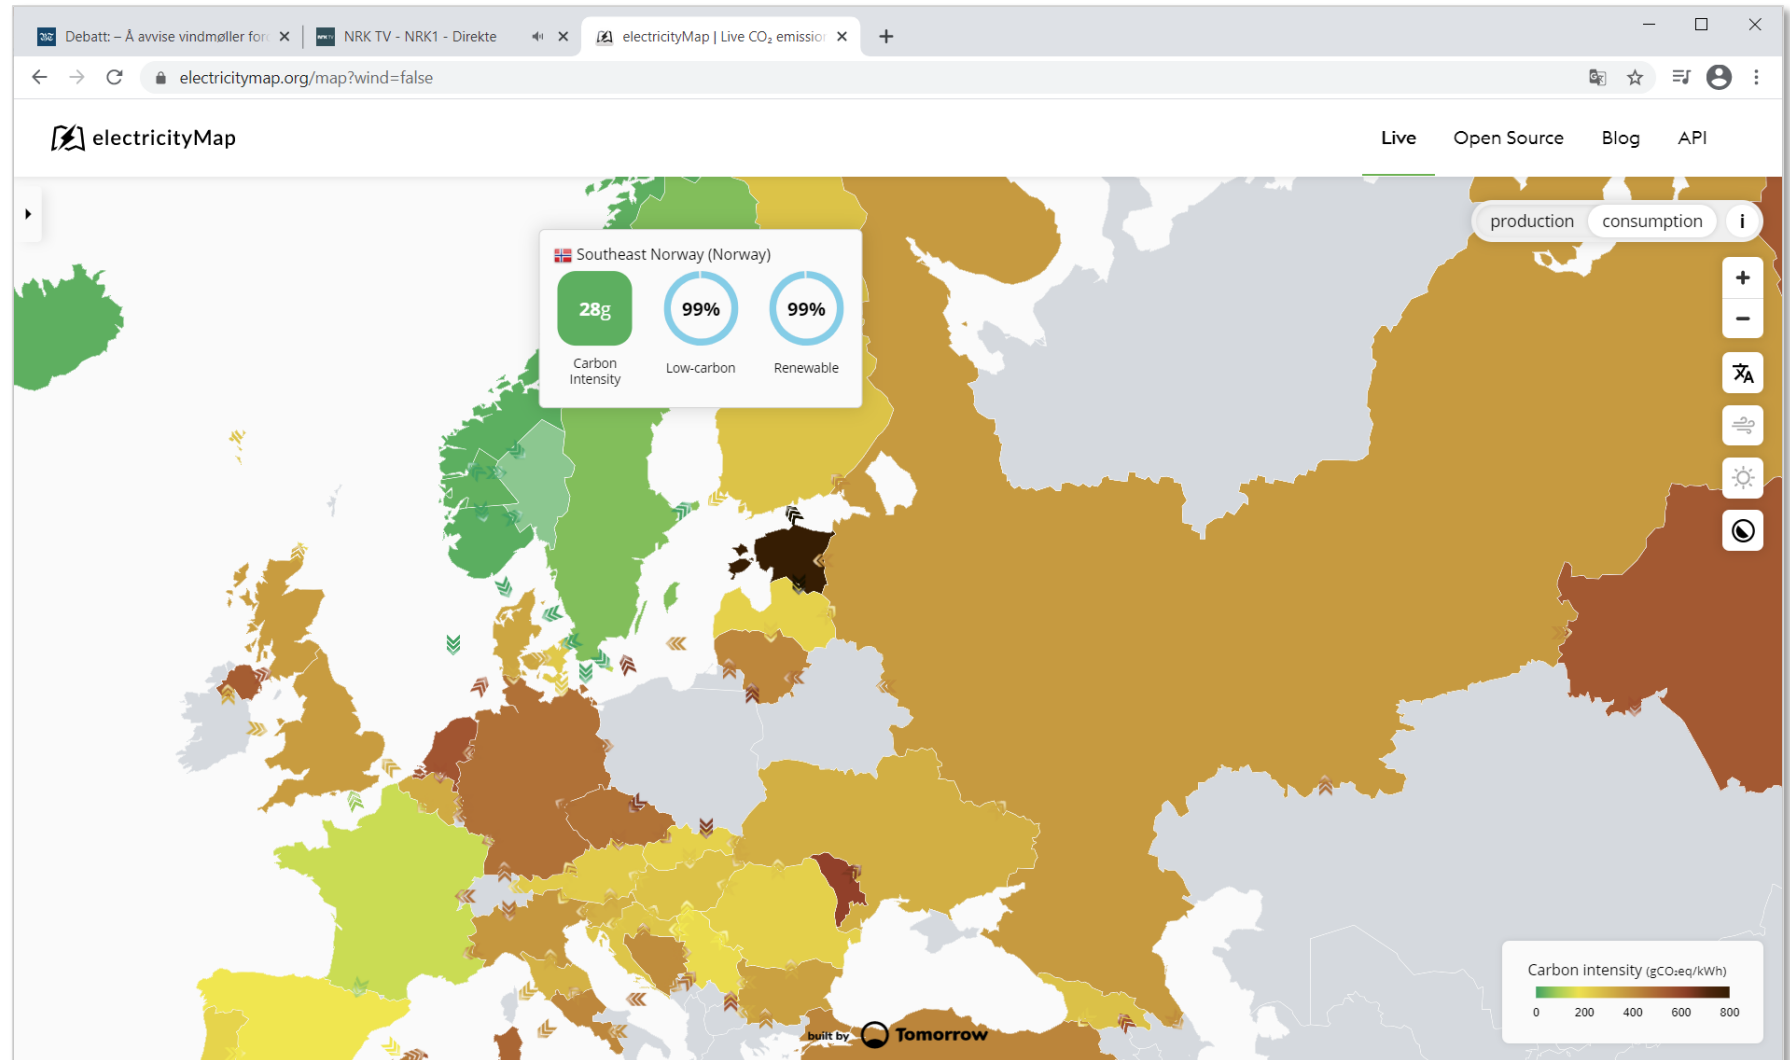 Debatt: – Å avvise vindmøller for
NRK TV - NRK1 - Direkte
electricityMap | Live CO₂ emission
electricitymap.org/map?wind=false
electricityMap
Live
Open Source
Blog
API
production
consumption
i
Southeast Norway (Norway)
28g
99%
99%
Carbon
Intensity
Low-carbon
Renewable
+
−
built by Tomorrow
Carbon intensity (gCO₂eq/kWh)
0 200 400 600 800